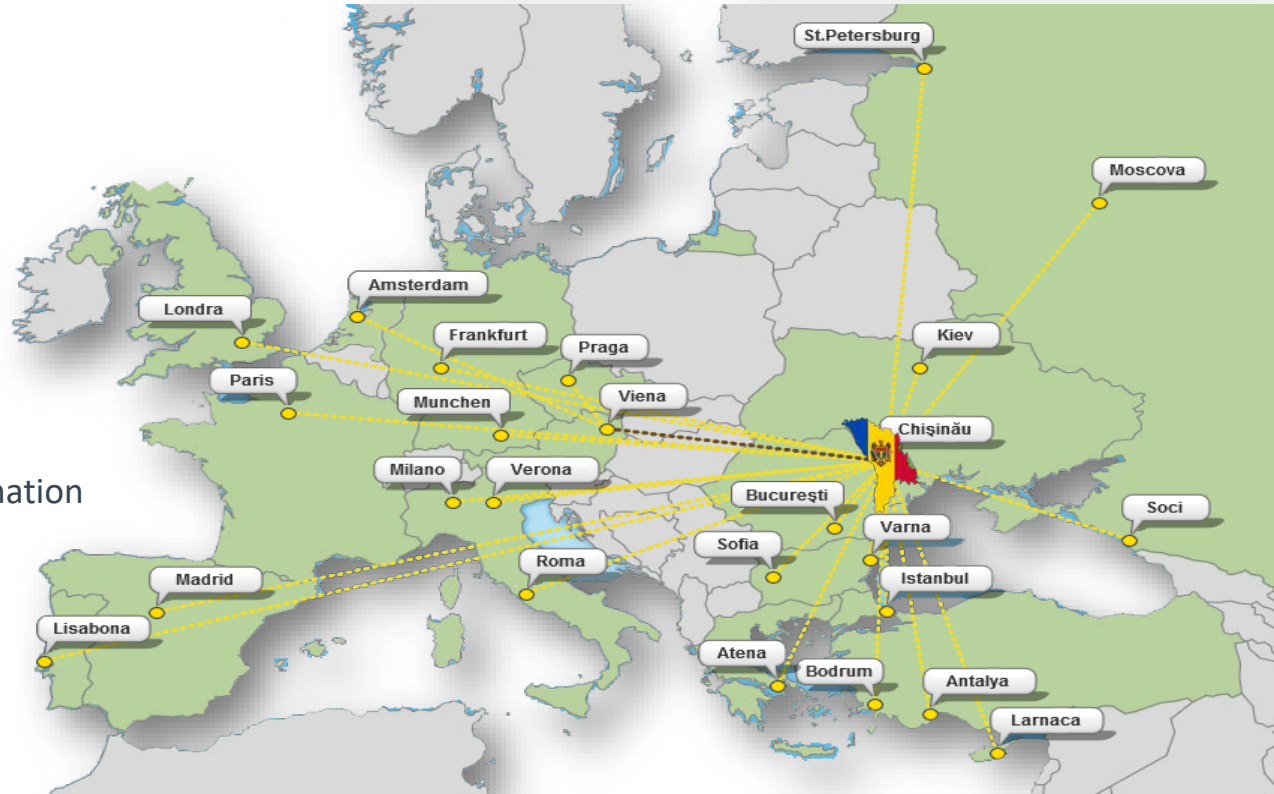 St.Petersburg
Moscova
Amsterdam
Londra
Frankfurt
Kiev
Praga
Paris
Viena
Munchen
Chişinău
Milano
Verona
mation
Bucureşti
Soci
Varna
Sofia
Roma
Madrid
Istanbul
Lisabona
Atena
Bodrum
Antalya
Larnaca